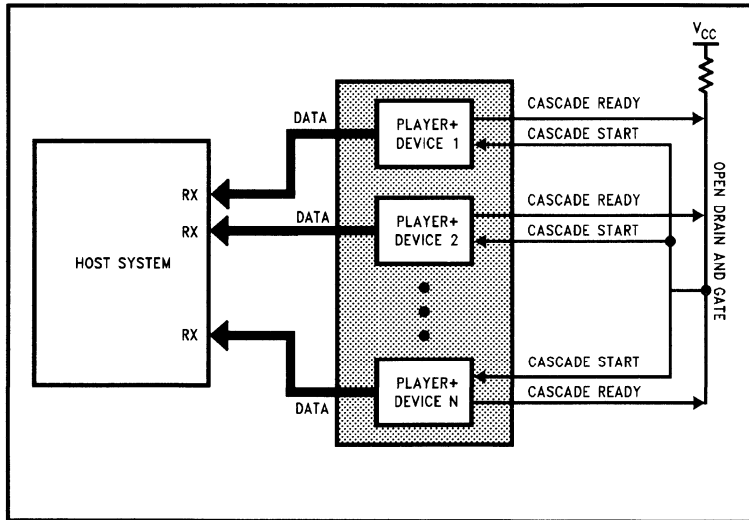 VCC
CASCADE READY
DATA
PLAYER+
DEVICE 1
CASCADE START
RX
CASCADE READY
RX
DATA
PLAYER+
DEVICE 2
CASCADE START
HOST SYSTEM
OPEN DRAIN AND GATE
RX
CASCADE START
PLAYER+
DEVICE N
CASCADE READY
DATA